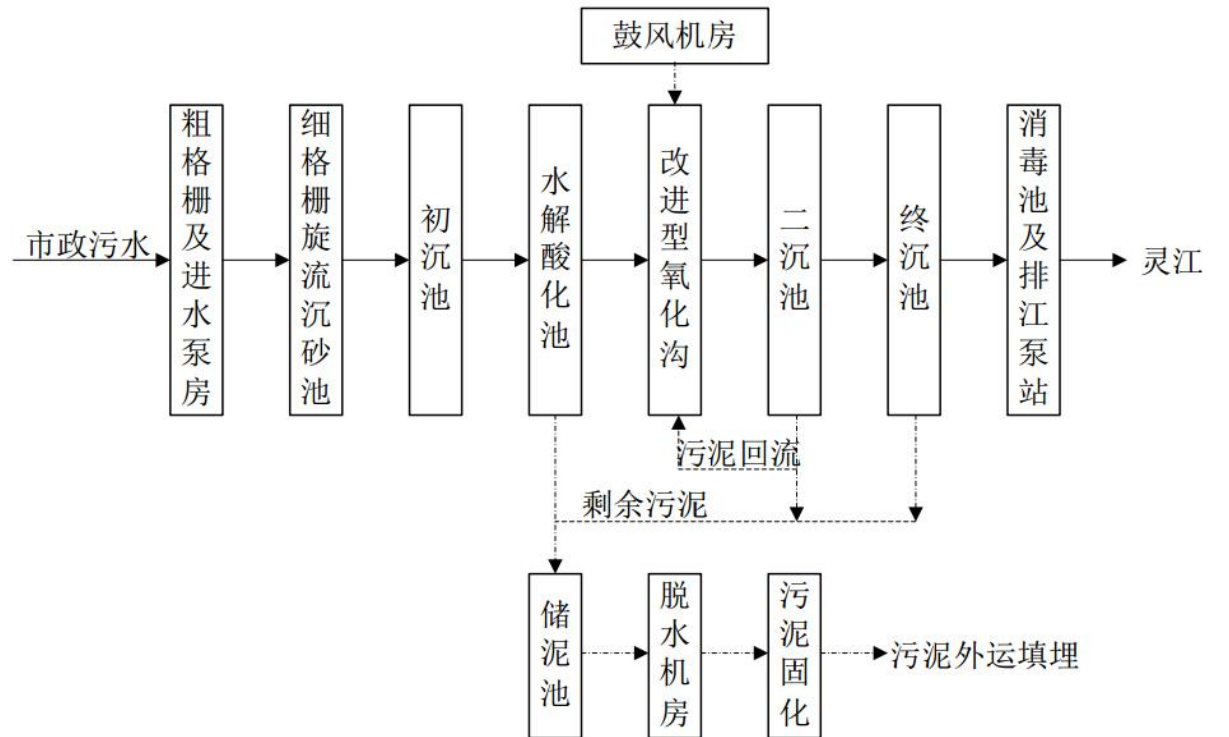 鼓风机房
市政污水
粗格栅及进水泵房
细格栅旋流沉砂池
初沉池
水解酸化池
改进型氧化沟
二沉池
终沉池
消毒池及排江泵站
灵江
污泥回流
剩余污泥
储泥池
脱水机房
污泥固化
污泥外运填埋